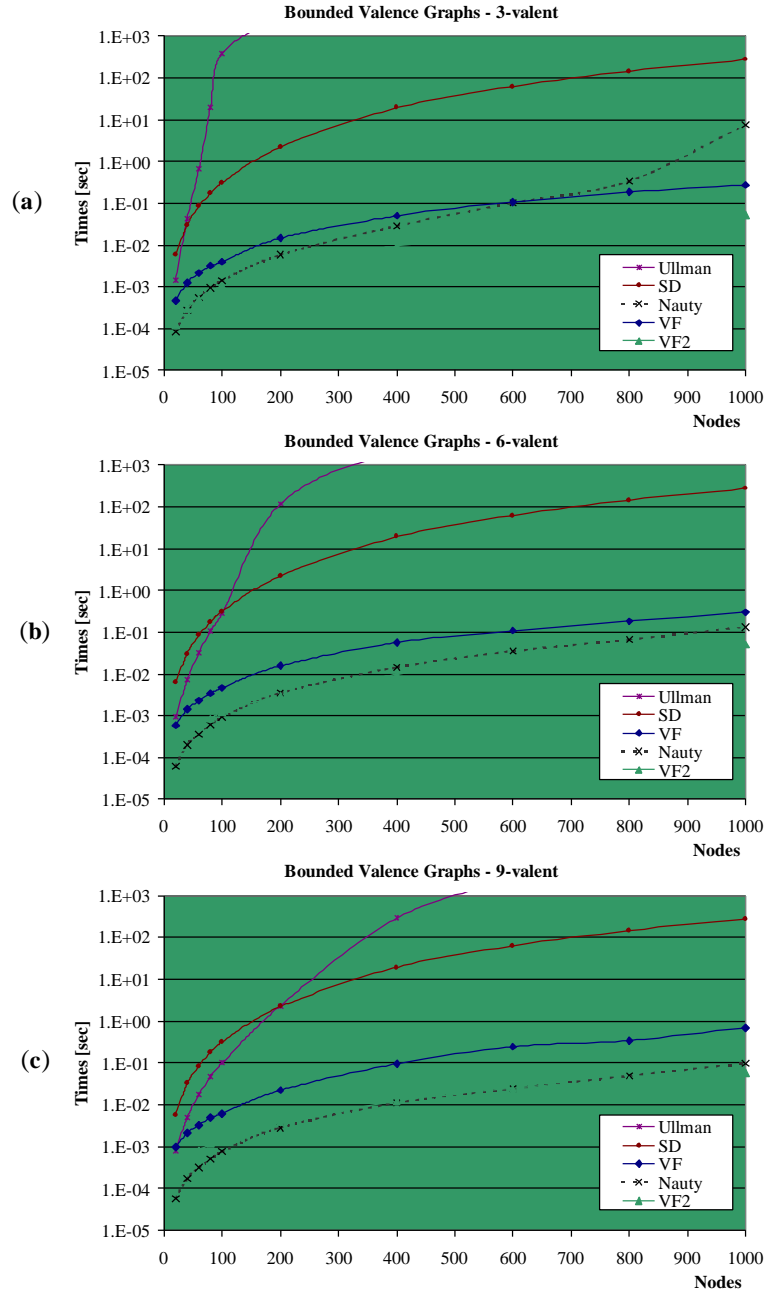 Bounded Valence Graphs - 3-valent
1.E+03
1.E+02
1.E+01
1.E+00
1.E-01
1.E-02
1.E-03
1.E-04
1.E-05
Times [sec]
(a)
Ullman
SD
Nauty
VF
VF2
0 100 200 300 400 500 600 700 800 900 1000
Nodes
Bounded Valence Graphs - 6-valent
1.E+03
1.E+02
1.E+01
1.E+00
1.E-01
1.E-02
1.E-03
1.E-04
1.E-05
Times [sec]
(b)
Ullman
SD
VF
Nauty
VF2
0 100 200 300 400 500 600 700 800 900 1000
Nodes
Bounded Valence Graphs - 9-valent
1.E+03
1.E+02
1.E+01
1.E+00
1.E-01
1.E-02
1.E-03
1.E-04
1.E-05
Times [sec]
(c)
Ullman
SD
VF
Nauty
VF2
0 100 200 300 400 500 600 700 800 900 1000
Nodes